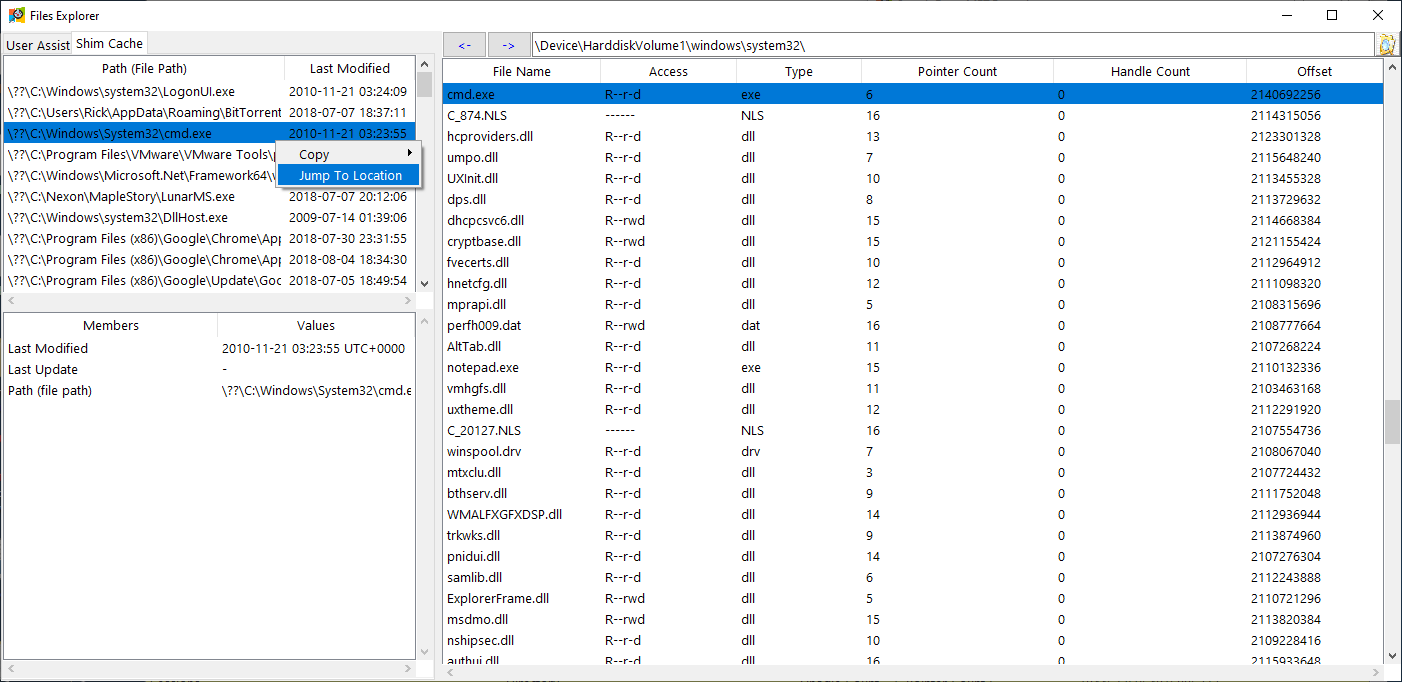 Files Explorer
User Assist Shim Cache
<- -> \Device\HarddiskVolume1\windows\system32\
Path (File Path) Last Modified
\??\C:\Windows\system32\LogonUI.exe 2010-11-21 03:24:09
\??\C:\Users\Rick\AppData\Roaming\BitTorrent 2018-07-07 18:37:11
\??\C:\Windows\System32\cmd.exe 2010-11-21 03:23:55
\??\C:\Program Files\VMware\VMware Tools\
\??\C:\Windows\Microsoft.Net\Framework64\
\??\C:\Nexon\MapleStory\LunarMS.exe 2018-07-07 20:12:06
\??\C:\Windows\system32\DllHost.exe 2009-07-14 01:39:06
\??\C:\Program Files (x86)\Google\Chrome\App 2018-07-30 23:31:55
\??\C:\Program Files (x86)\Google\Chrome\App 2018-08-04 18:34:30
\??\C:\Program Files (x86)\Google\Update\Goo 2018-07-05 18:49:54
Copy
Jump To Location
Members Values
Last Modified 2010-11-21 03:23:55 UTC+0000
Last Update -
Path (file path) \??\C:\Windows\System32\cmd.e
File Name Access Type Pointer Count Handle Count Offset
cmd.exe R--r-d exe 6 0 2140692256
C_874.NLS ------ NLS 16 0 2114315056
hcproviders.dll R--r-d dll 13 0 2123301328
umpo.dll R--r-d dll 7 0 2115648240
UXInit.dll R--r-d dll 10 0 2113455328
dps.dll R--r-d dll 8 0 2113729632
dhcpcsvc6.dll R--rwd dll 15 0 2114668384
cryptbase.dll R--rwd dll 15 0 2121155424
fvecerts.dll R--r-d dll 10 0 2112964912
hnetcfg.dll R--r-d dll 12 0 2111098320
mprapi.dll R--r-d dll 5 0 2108315696
perfh009.dat R--rwd dat 16 0 2108777664
AltTab.dll R--r-d dll 11 0 2107268224
notepad.exe R--r-d exe 15 0 2110132336
vmhgfs.dll R--r-d dll 11 0 2103463168
uxtheme.dll R--r-d dll 12 0 2112291920
C_20127.NLS ------ NLS 16 0 2107554736
winspool.drv R--r-d drv 7 0 2108067040
mtxclu.dll R--r-d dll 3 0 2107724432
bthserv.dll R--r-d dll 9 0 2111752048
WMALFXGFXDSP.dll R--r-d dll 14 0 2112936944
trkwks.dll R--r-d dll 9 0 2113874960
pnidui.dll R--r-d dll 14 0 2107276304
samlib.dll R--r-d dll 6 0 2112243888
ExplorerFrame.dll R--rwd dll 5 0 2110721296
msdmo.dll R--rwd dll 15 0 2113820384
nshipsec.dll R--r-d dll 10 0 2109228416
authui.dll R--r-d dll 16 0 2115933648